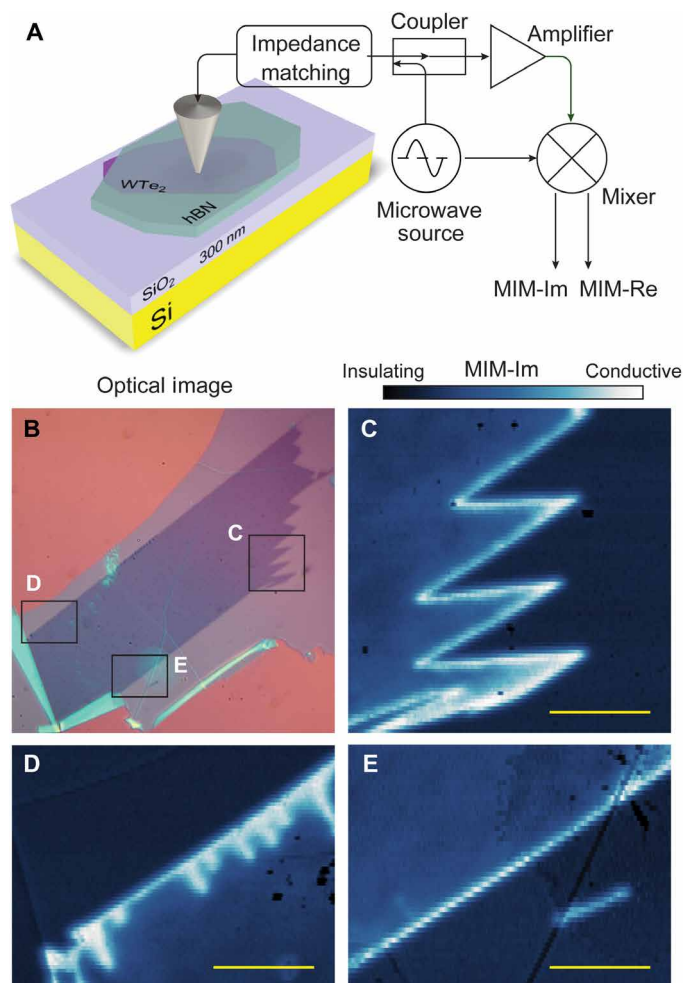 A
Impedance
matching
Coupler
Amplifier
Microwave
source
Mixer
MIM-Im MIM-Re
WTe₂
hBN
SiO₂ 300 nm
Si
Optical image
Insulating MIM-Im Conductive
B
C
D
E
C
D
E